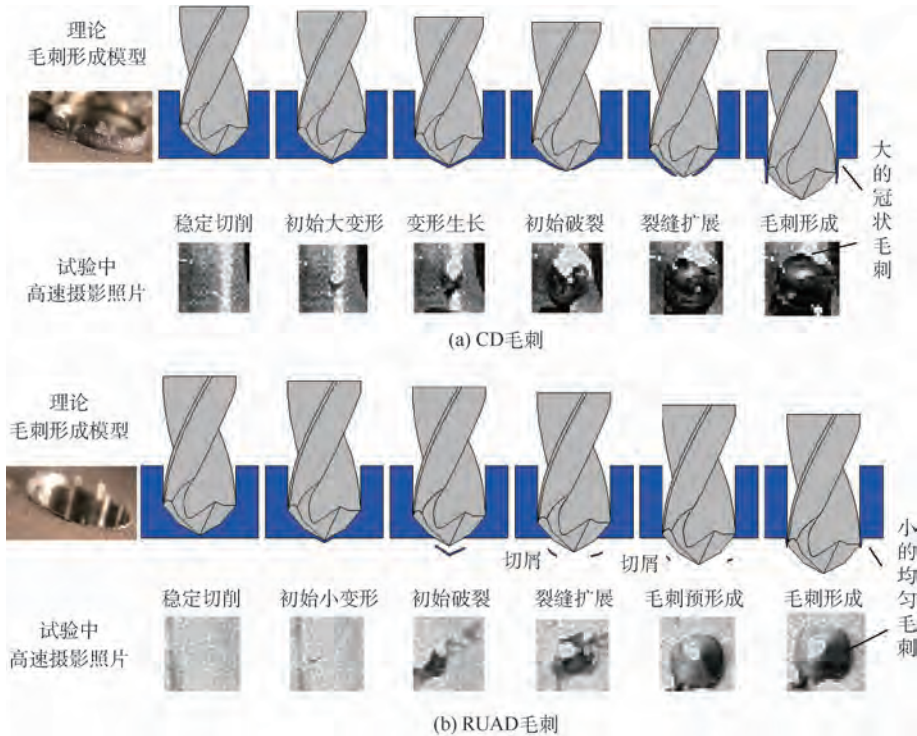 理论
毛刺形成模型
大的冠状毛刺
稳定切削 初始大变形 变形生长 初始破裂 裂缝扩展 毛刺形成
试验中
高速摄影照片
(a) CD毛刺
理论
毛刺形成模型
切屑 切屑
小的均匀毛刺
稳定切削 初始小变形 初始破裂 裂缝扩展 毛刺预形成 毛刺形成
试验中
高速摄影照片
(b) RUAD毛刺